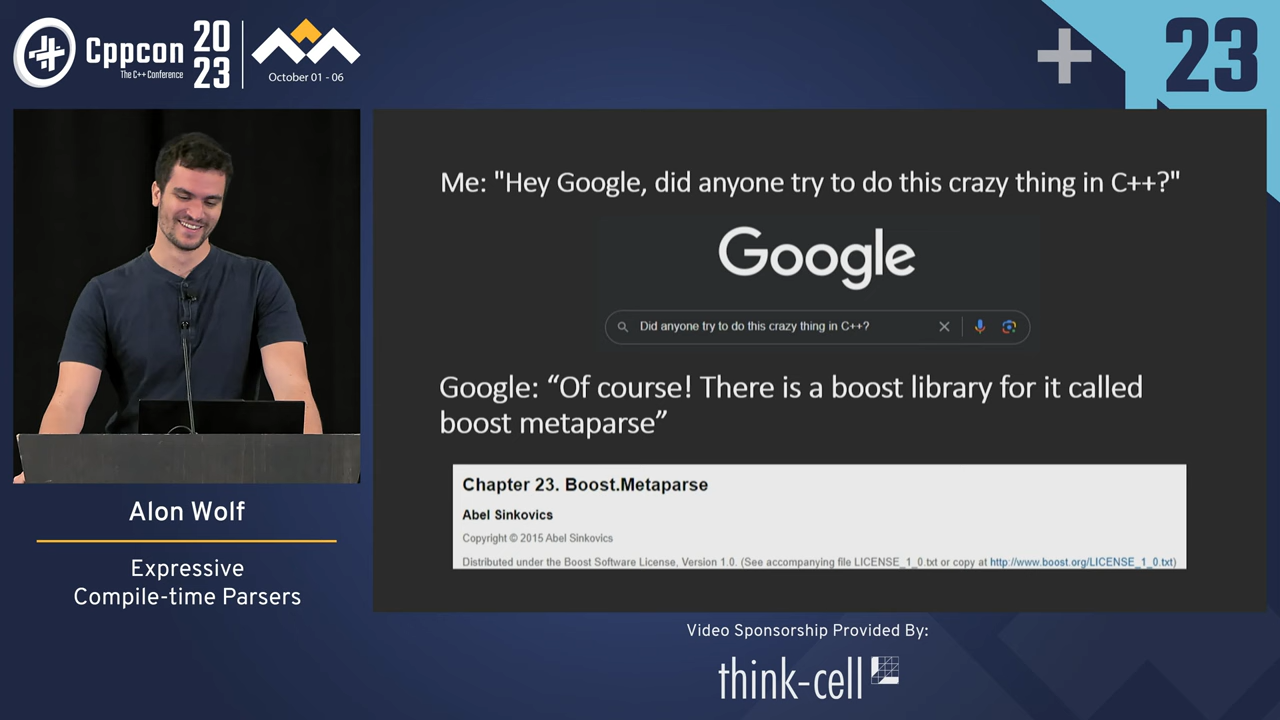 Cppcon
The C++ Conference
20
23
October 01 - 06
23
Me: "Hey Google, did anyone try to do this crazy thing in C++?"
Google
Did anyone try to do this crazy thing in C++?
Google: “Of course! There is a boost library for it called
boost metaparse”
Chapter 23. Boost.Metaparse
Abel Sinkovics
Copyright © 2015 Abel Sinkovics
Distributed under the Boost Software License, Version 1.0. (See accompanying file LICENSE_1_0.txt or copy at http://www.boost.org/LICENSE_1_0.txt)
Alon Wolf
Expressive
Compile-time Parsers
Video Sponsorship Provided By:
think-cell